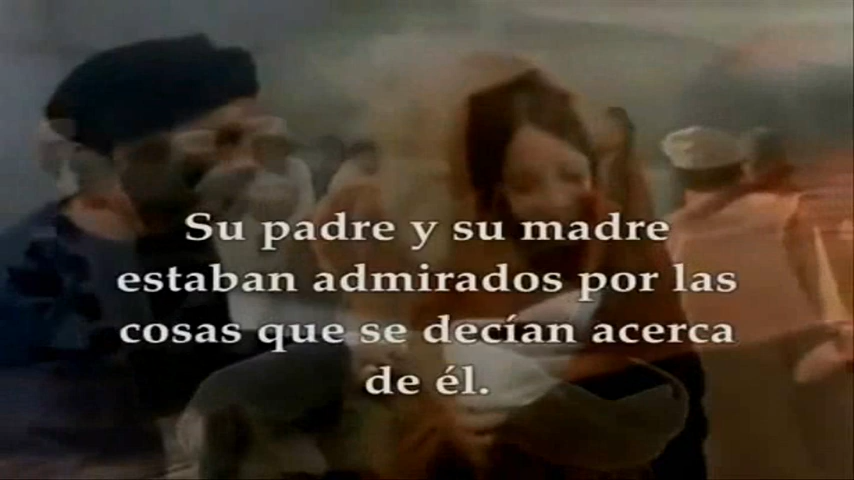 Su padre y su madre
estaban admirados por las
cosas que se decían acerca
de él.